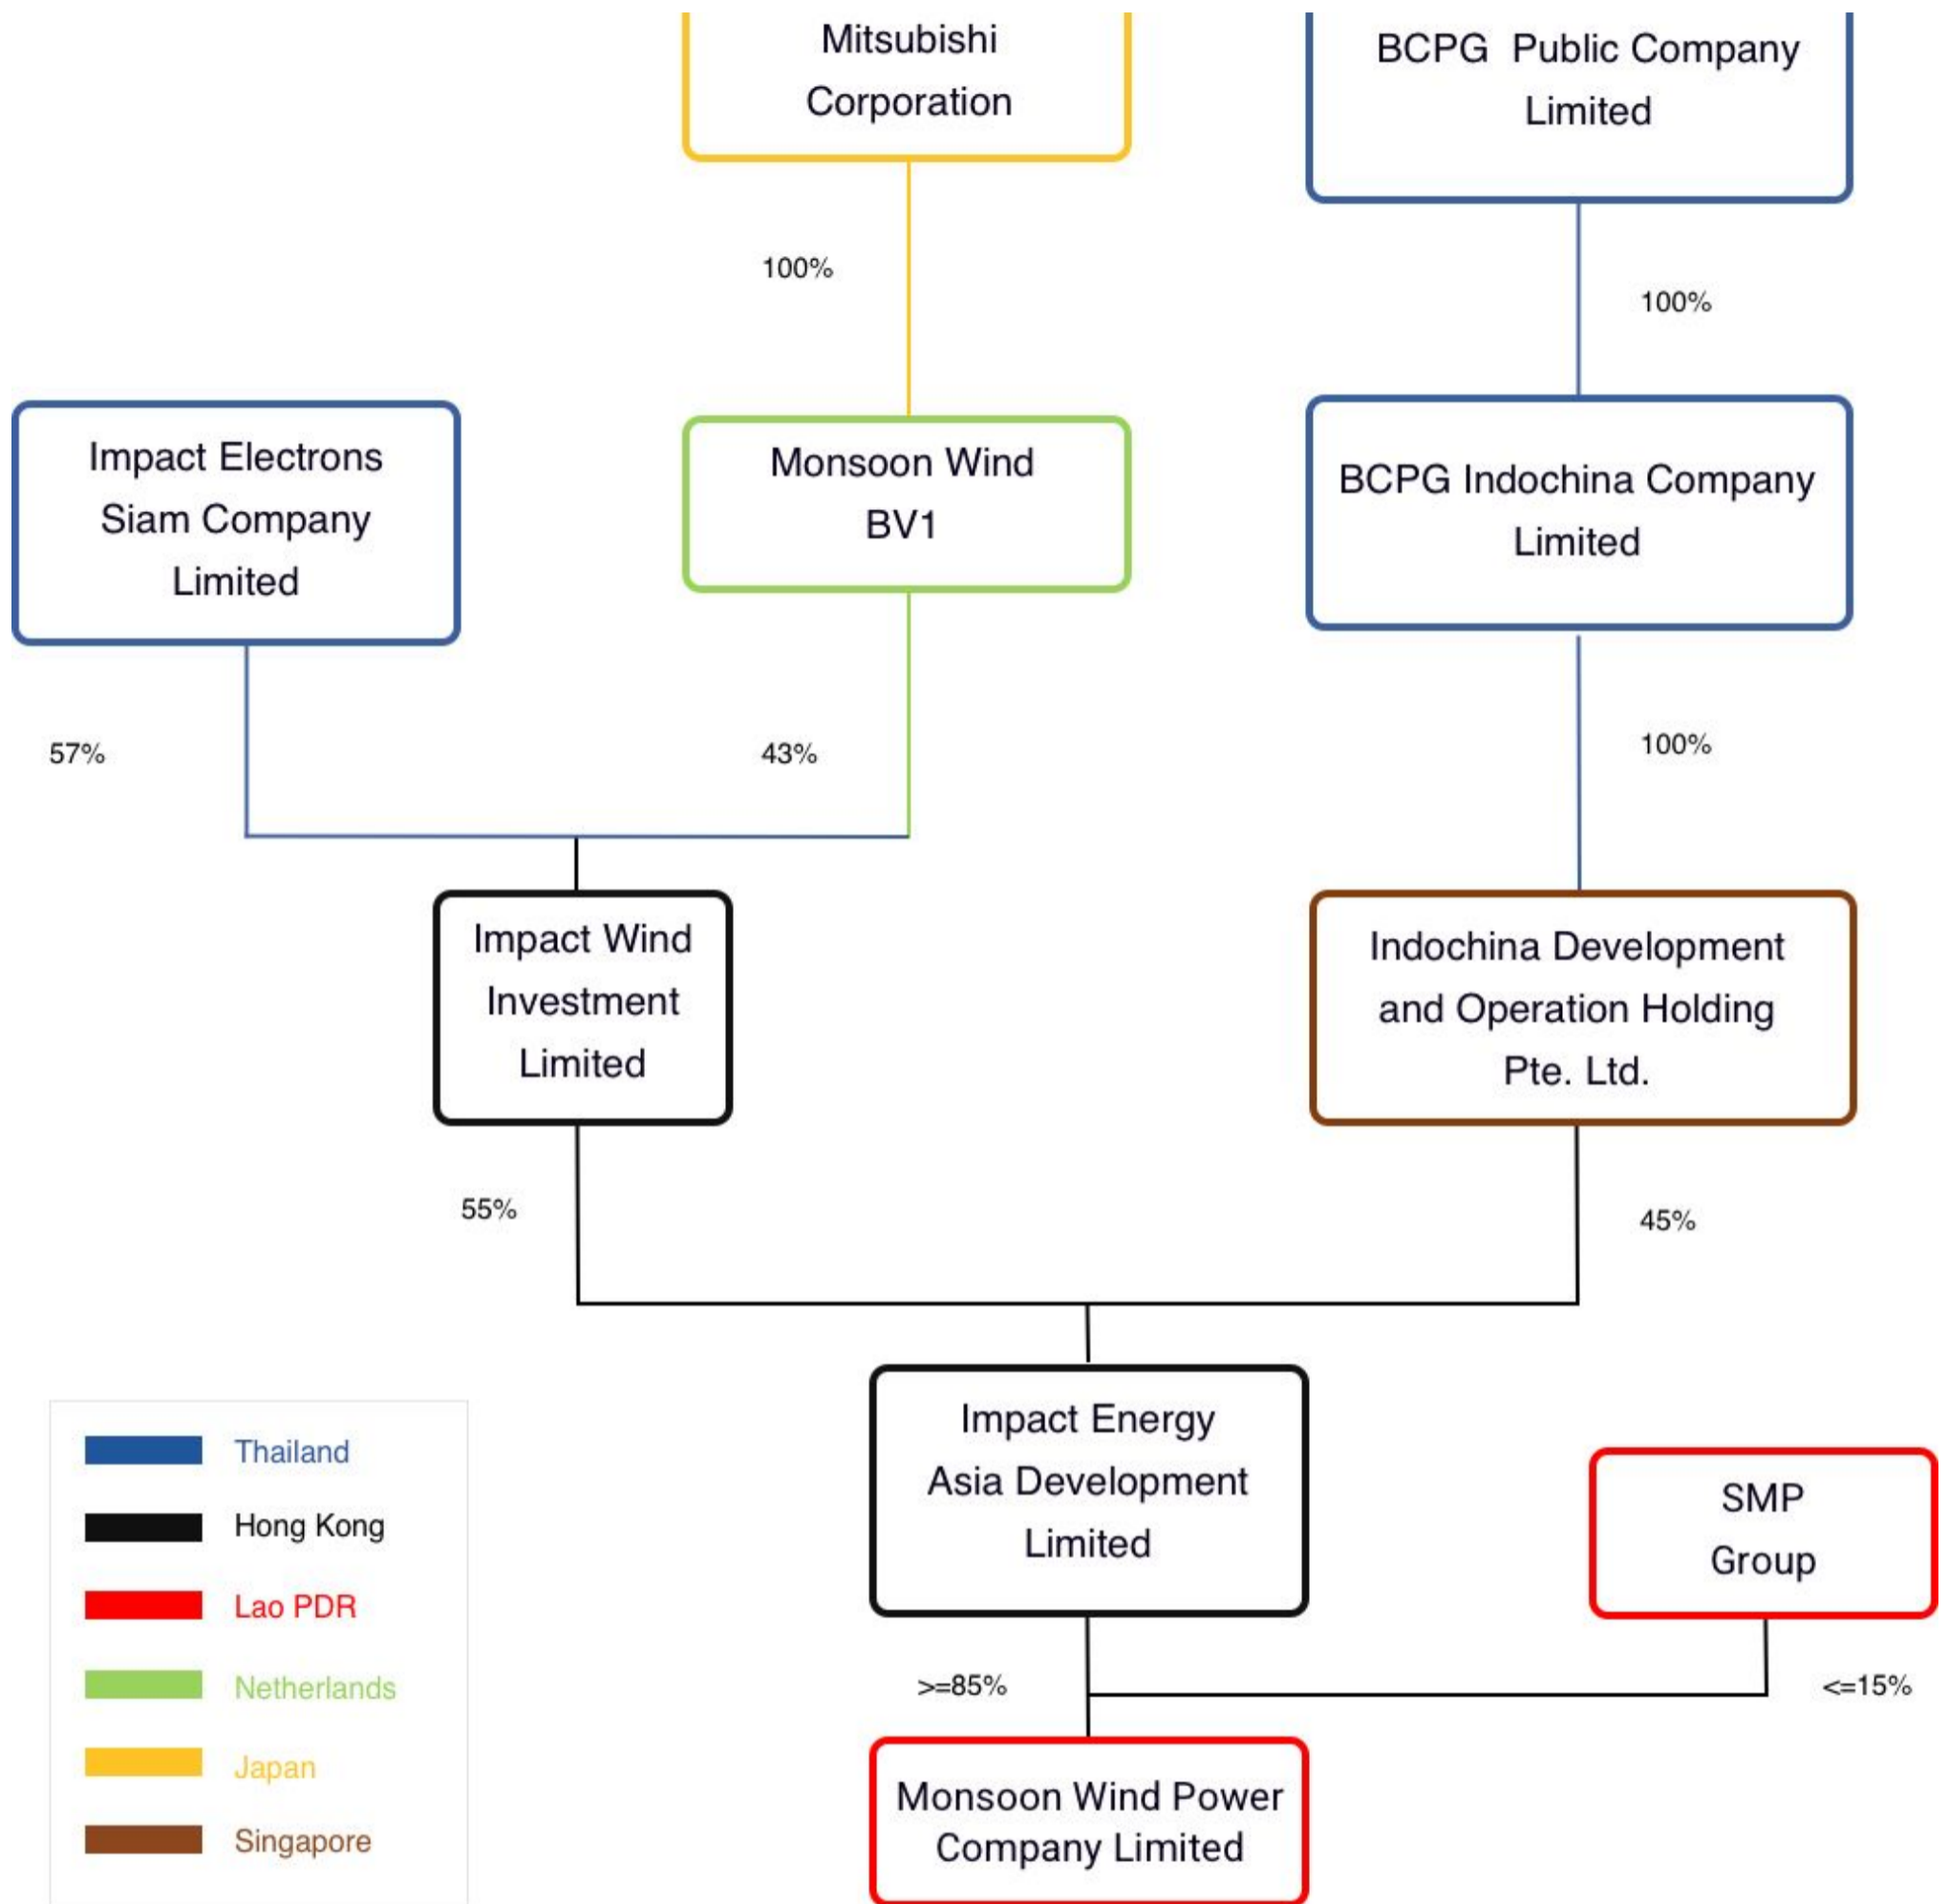 Mitsubishi
Corporation
BCPG Public Company
Limited
100%
100%
Impact Electrons
Siam Company
Limited
Monsoon Wind
BV1
BCPG Indochina Company
Limited
57%
43%
100%
Impact Wind
Investment
Limited
Indochina Development
and Operation Holding
Pte. Ltd.
55%
45%
Impact Energy
Asia Development
Limited
SMP
Group
>=85%
<=15%
Monsoon Wind Power
Company Limited
Thailand
Hong Kong
Lao PDR
Netherlands
Japan
Singapore